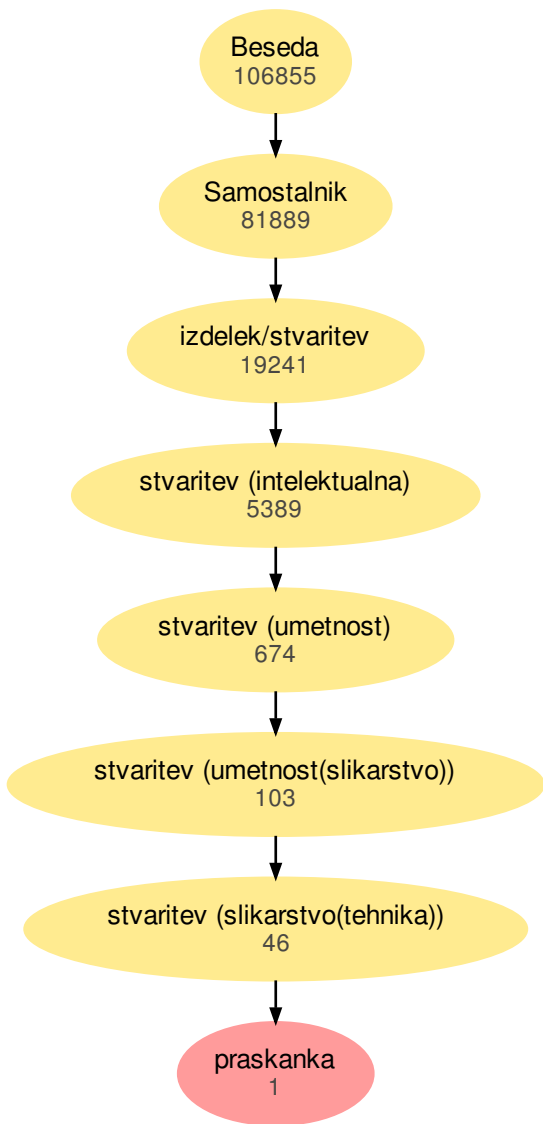 Beseda
106855
Samostalnik
81889
izdelek/stvaritev
19241
stvaritev (intelektualna)
5389
stvaritev (umetnost)
674
stvaritev (umetnost(slikarstvo))
103
stvaritev (slikarstvo(tehnika))
46
praskanka
1